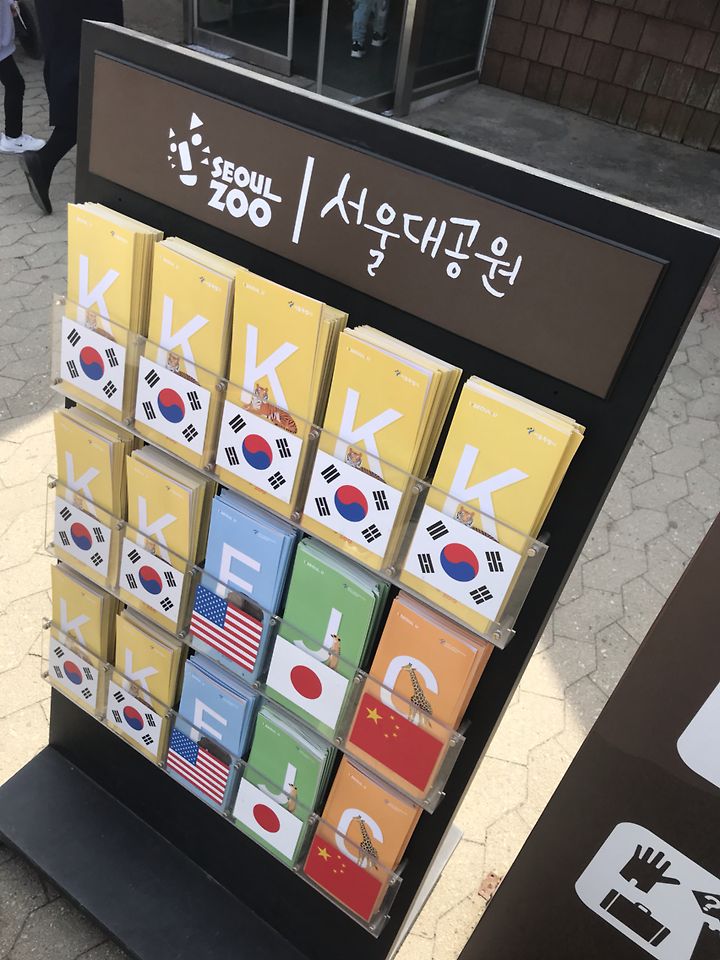 SEOUL
ZOO
서울대공원
K K K K K
K K E J C
K K E J C
?